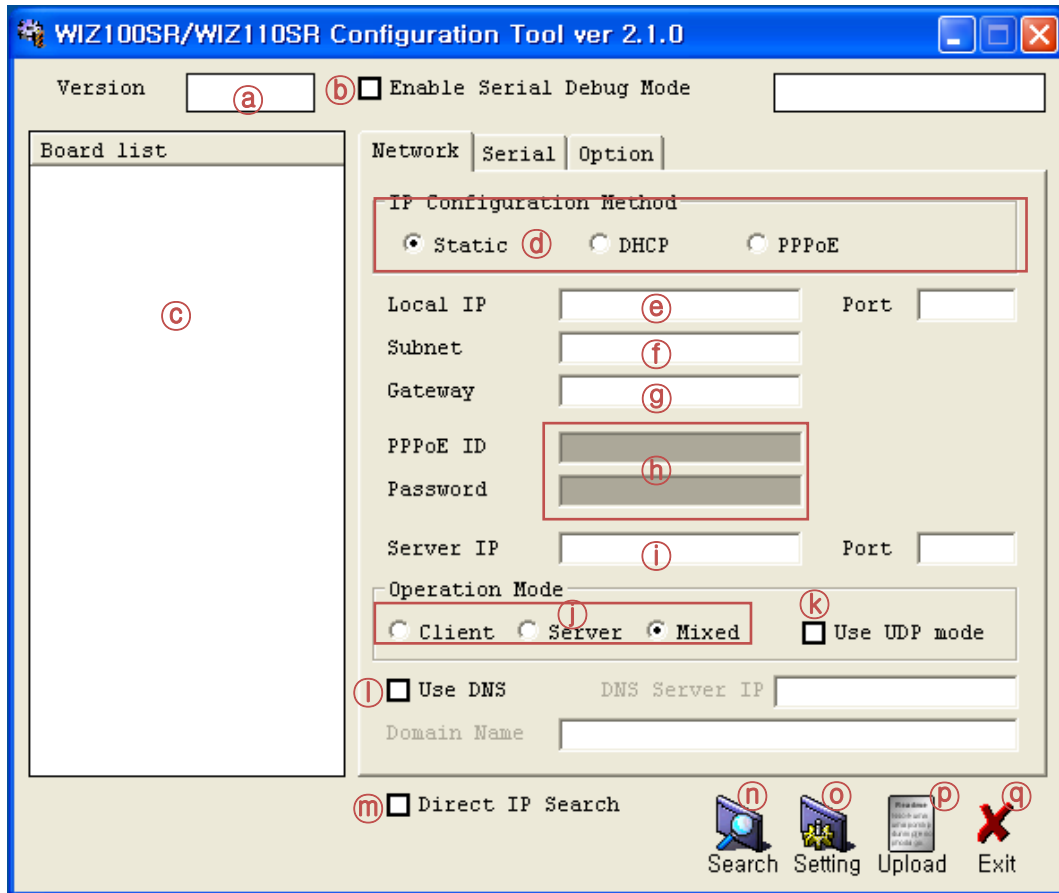 WIZ100SR/WIZ110SR Configuration Tool ver 2.1.0
Version ⓐ ⓑ Enable Serial Debug Mode
Board list
ⓒ
Network Serial Option
IP Configuration Method
Static ⓓ DHCP PPPoE
Local IP ⓔ Port
Subnet ⓕ
Gateway ⓖ
PPPoE ID
ⓗ
Password
Server IP ⓘ Port
Operation Mode
ⓙ ⓚ
Client Server Mixed Use UDP mode
ⓛ Use DNS DNS Server IP
Domain Name
ⓜ Direct IP Search
ⓝ ⓞ ⓟ ⓠ
Readme
Search Setting Upload Exit